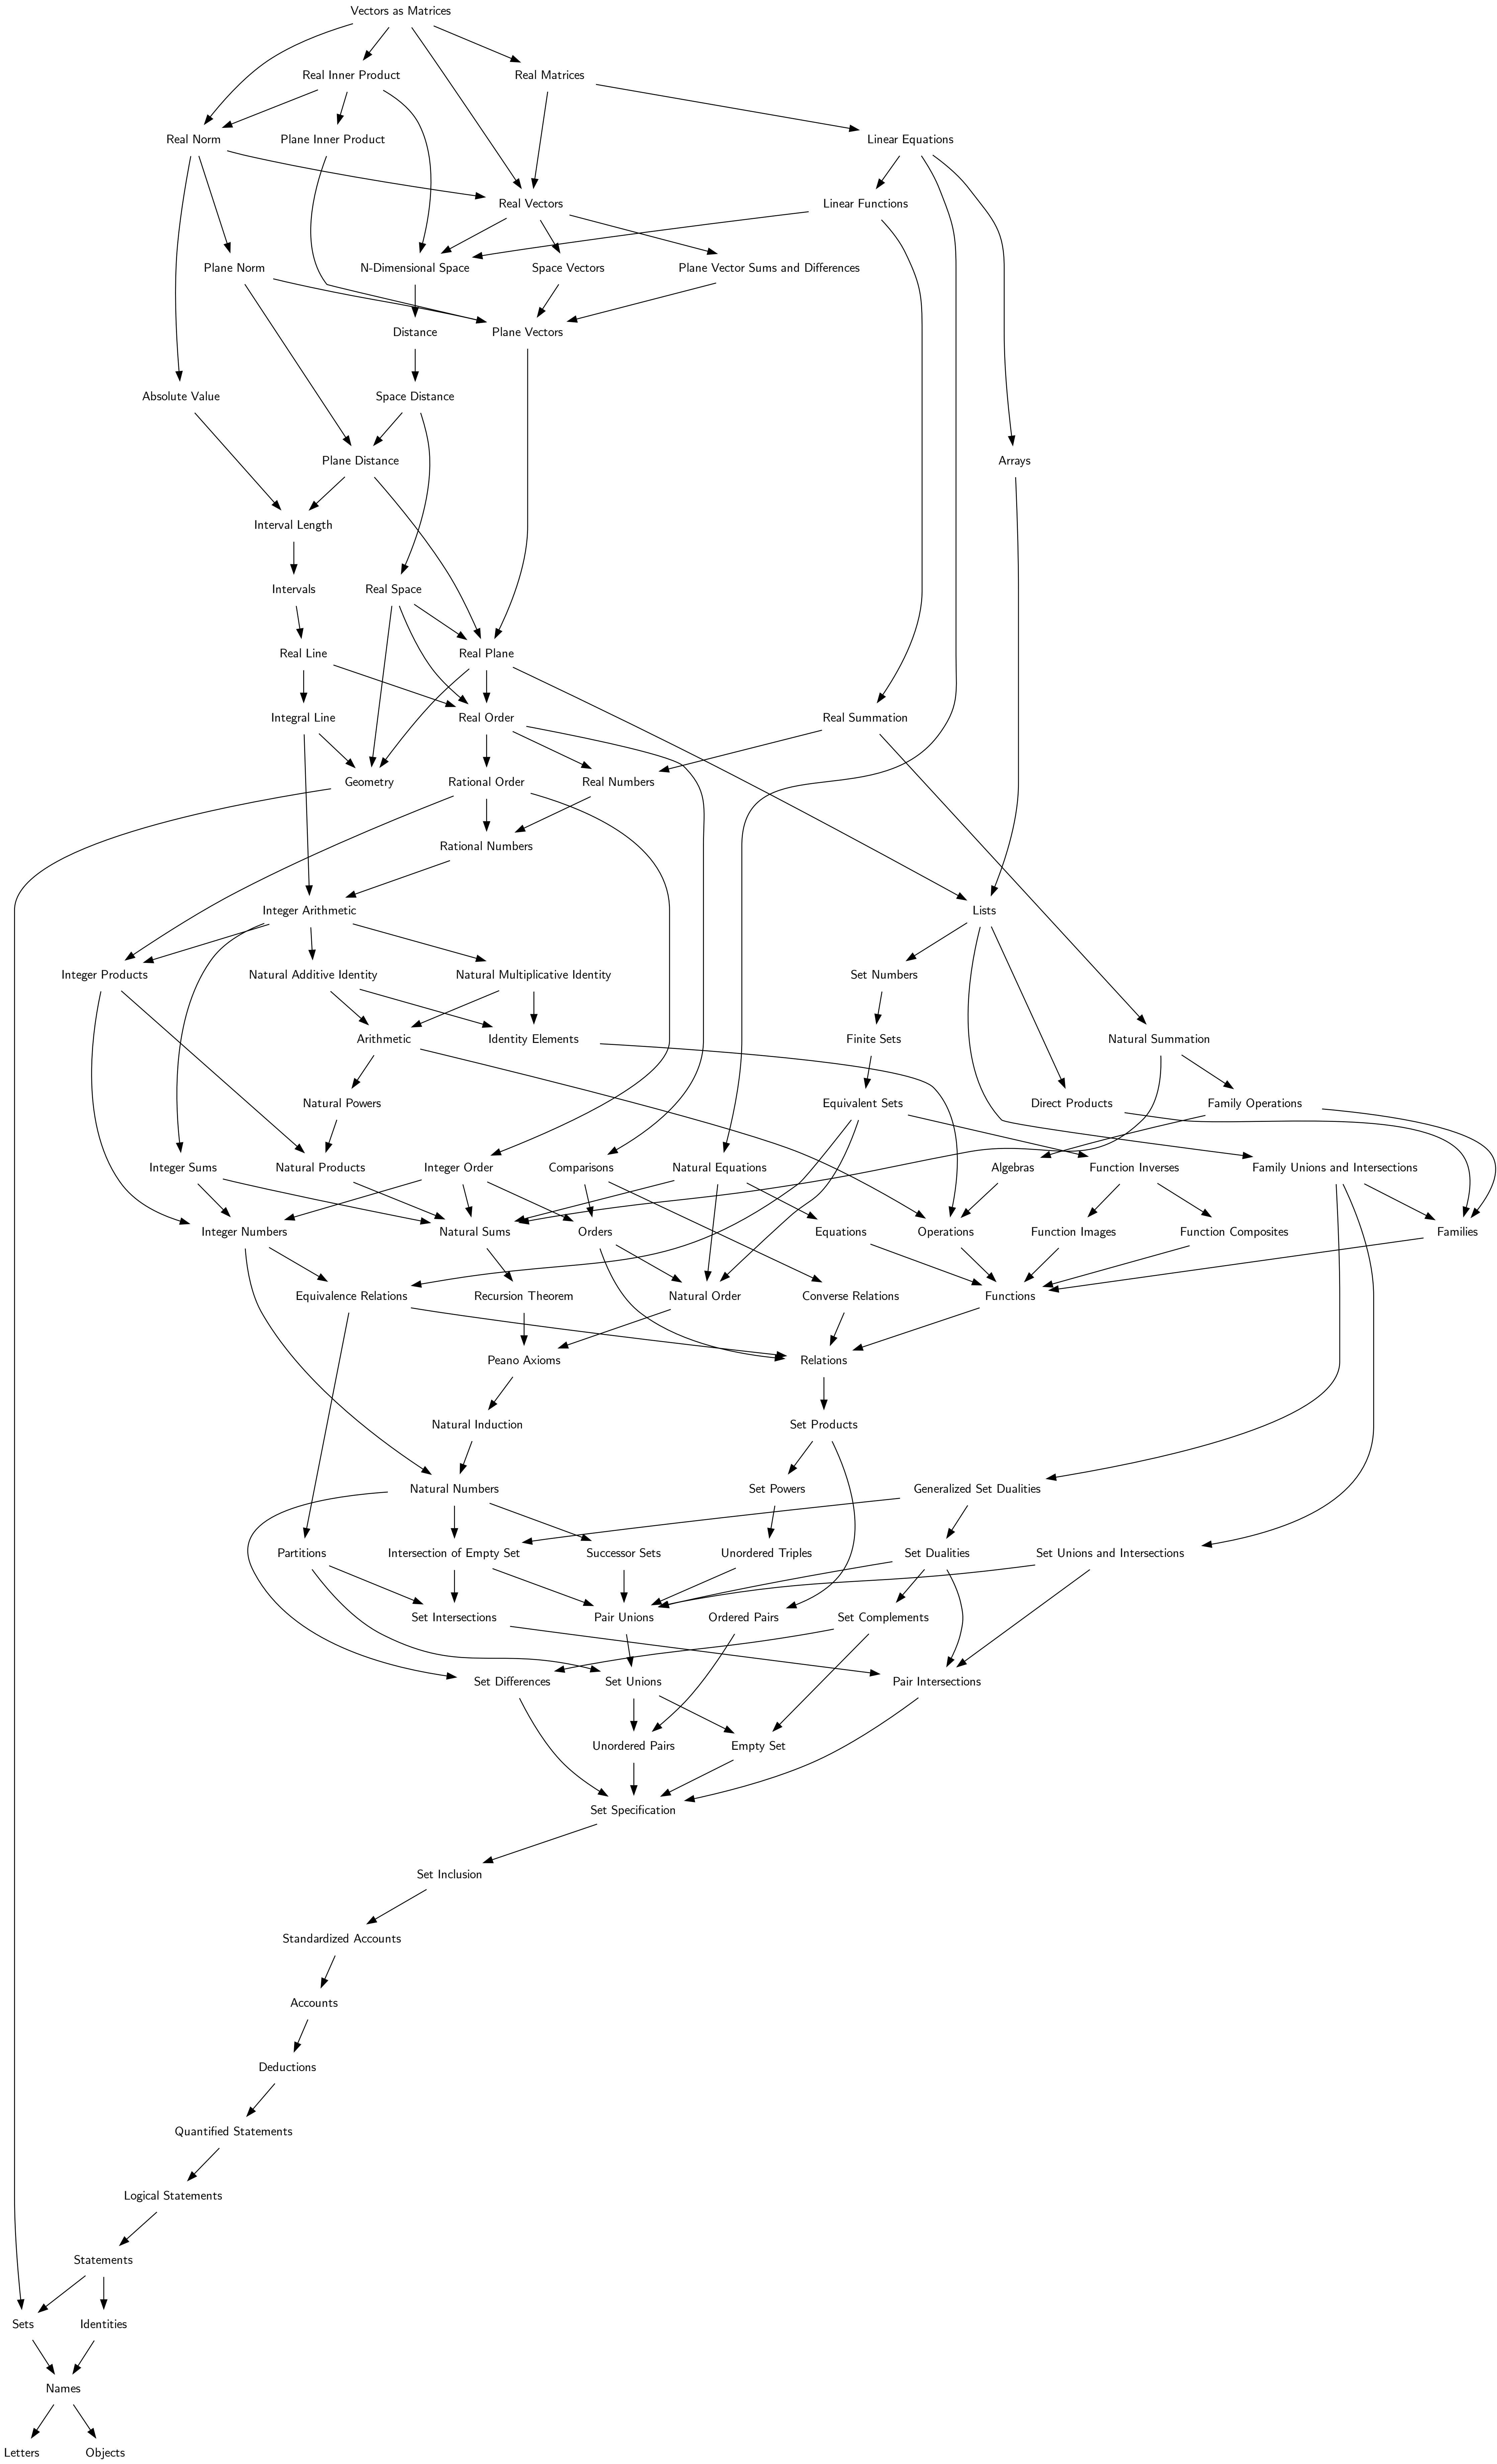 Vectors as Matrices
Real Inner Product
Real Matrices
Real Norm
Plane Inner Product
Linear Equations
Real Vectors
Linear Functions
Plane Norm
N-Dimensional Space
Space Vectors
Plane Vector Sums and Differences
Distance
Plane Vectors
Absolute Value
Space Distance
Plane Distance
Arrays
Interval Length
Intervals
Real Space
Real Line
Real Plane
Integral Line
Real Order
Real Summation
Geometry
Rational Order
Real Numbers
Rational Numbers
Integer Arithmetic
Lists
Integer Products
Natural Additive Identity
Natural Multiplicative Identity
Set Numbers
Arithmetic
Identity Elements
Finite Sets
Natural Summation
Natural Powers
Equivalent Sets
Direct Products
Family Operations
Integer Sums
Natural Products
Integer Order
Comparisons
Natural Equations
Algebras
Function Inverses
Family Unions and Intersections
Integer Numbers
Natural Sums
Orders
Equations
Operations
Function Images
Function Composites
Families
Equivalence Relations
Recursion Theorem
Natural Order
Converse Relations
Functions
Peano Axioms
Relations
Natural Induction
Set Products
Natural Numbers
Set Powers
Generalized Set Dualities
Partitions
Intersection of Empty Set
Successor Sets
Unordered Triples
Set Dualities
Set Unions and Intersections
Set Intersections
Pair Unions
Ordered Pairs
Set Complements
Set Differences
Set Unions
Pair Intersections
Unordered Pairs
Empty Set
Set Specification
Set Inclusion
Standardized Accounts
Accounts
Deductions
Quantified Statements
Logical Statements
Statements
Sets
Identities
Names
Letters
Objects